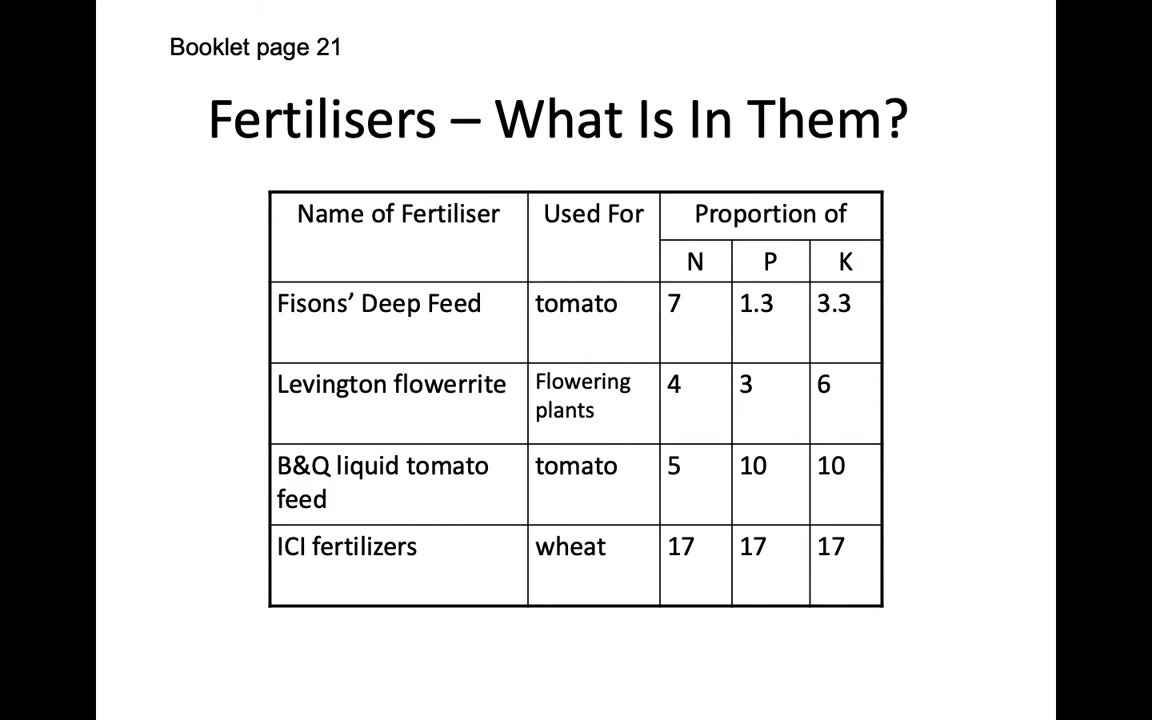 Booklet page 21
Fertilisers – What Is In Them?
Name of Fertiliser Used For Proportion of
N P K
Fisons’ Deep Feed tomato 7 1.3 3.3
Levington flowerrite Flowering plants 4 3 6
B&Q liquid tomato feed tomato 5 10 10
ICI fertilizers wheat 17 17 17